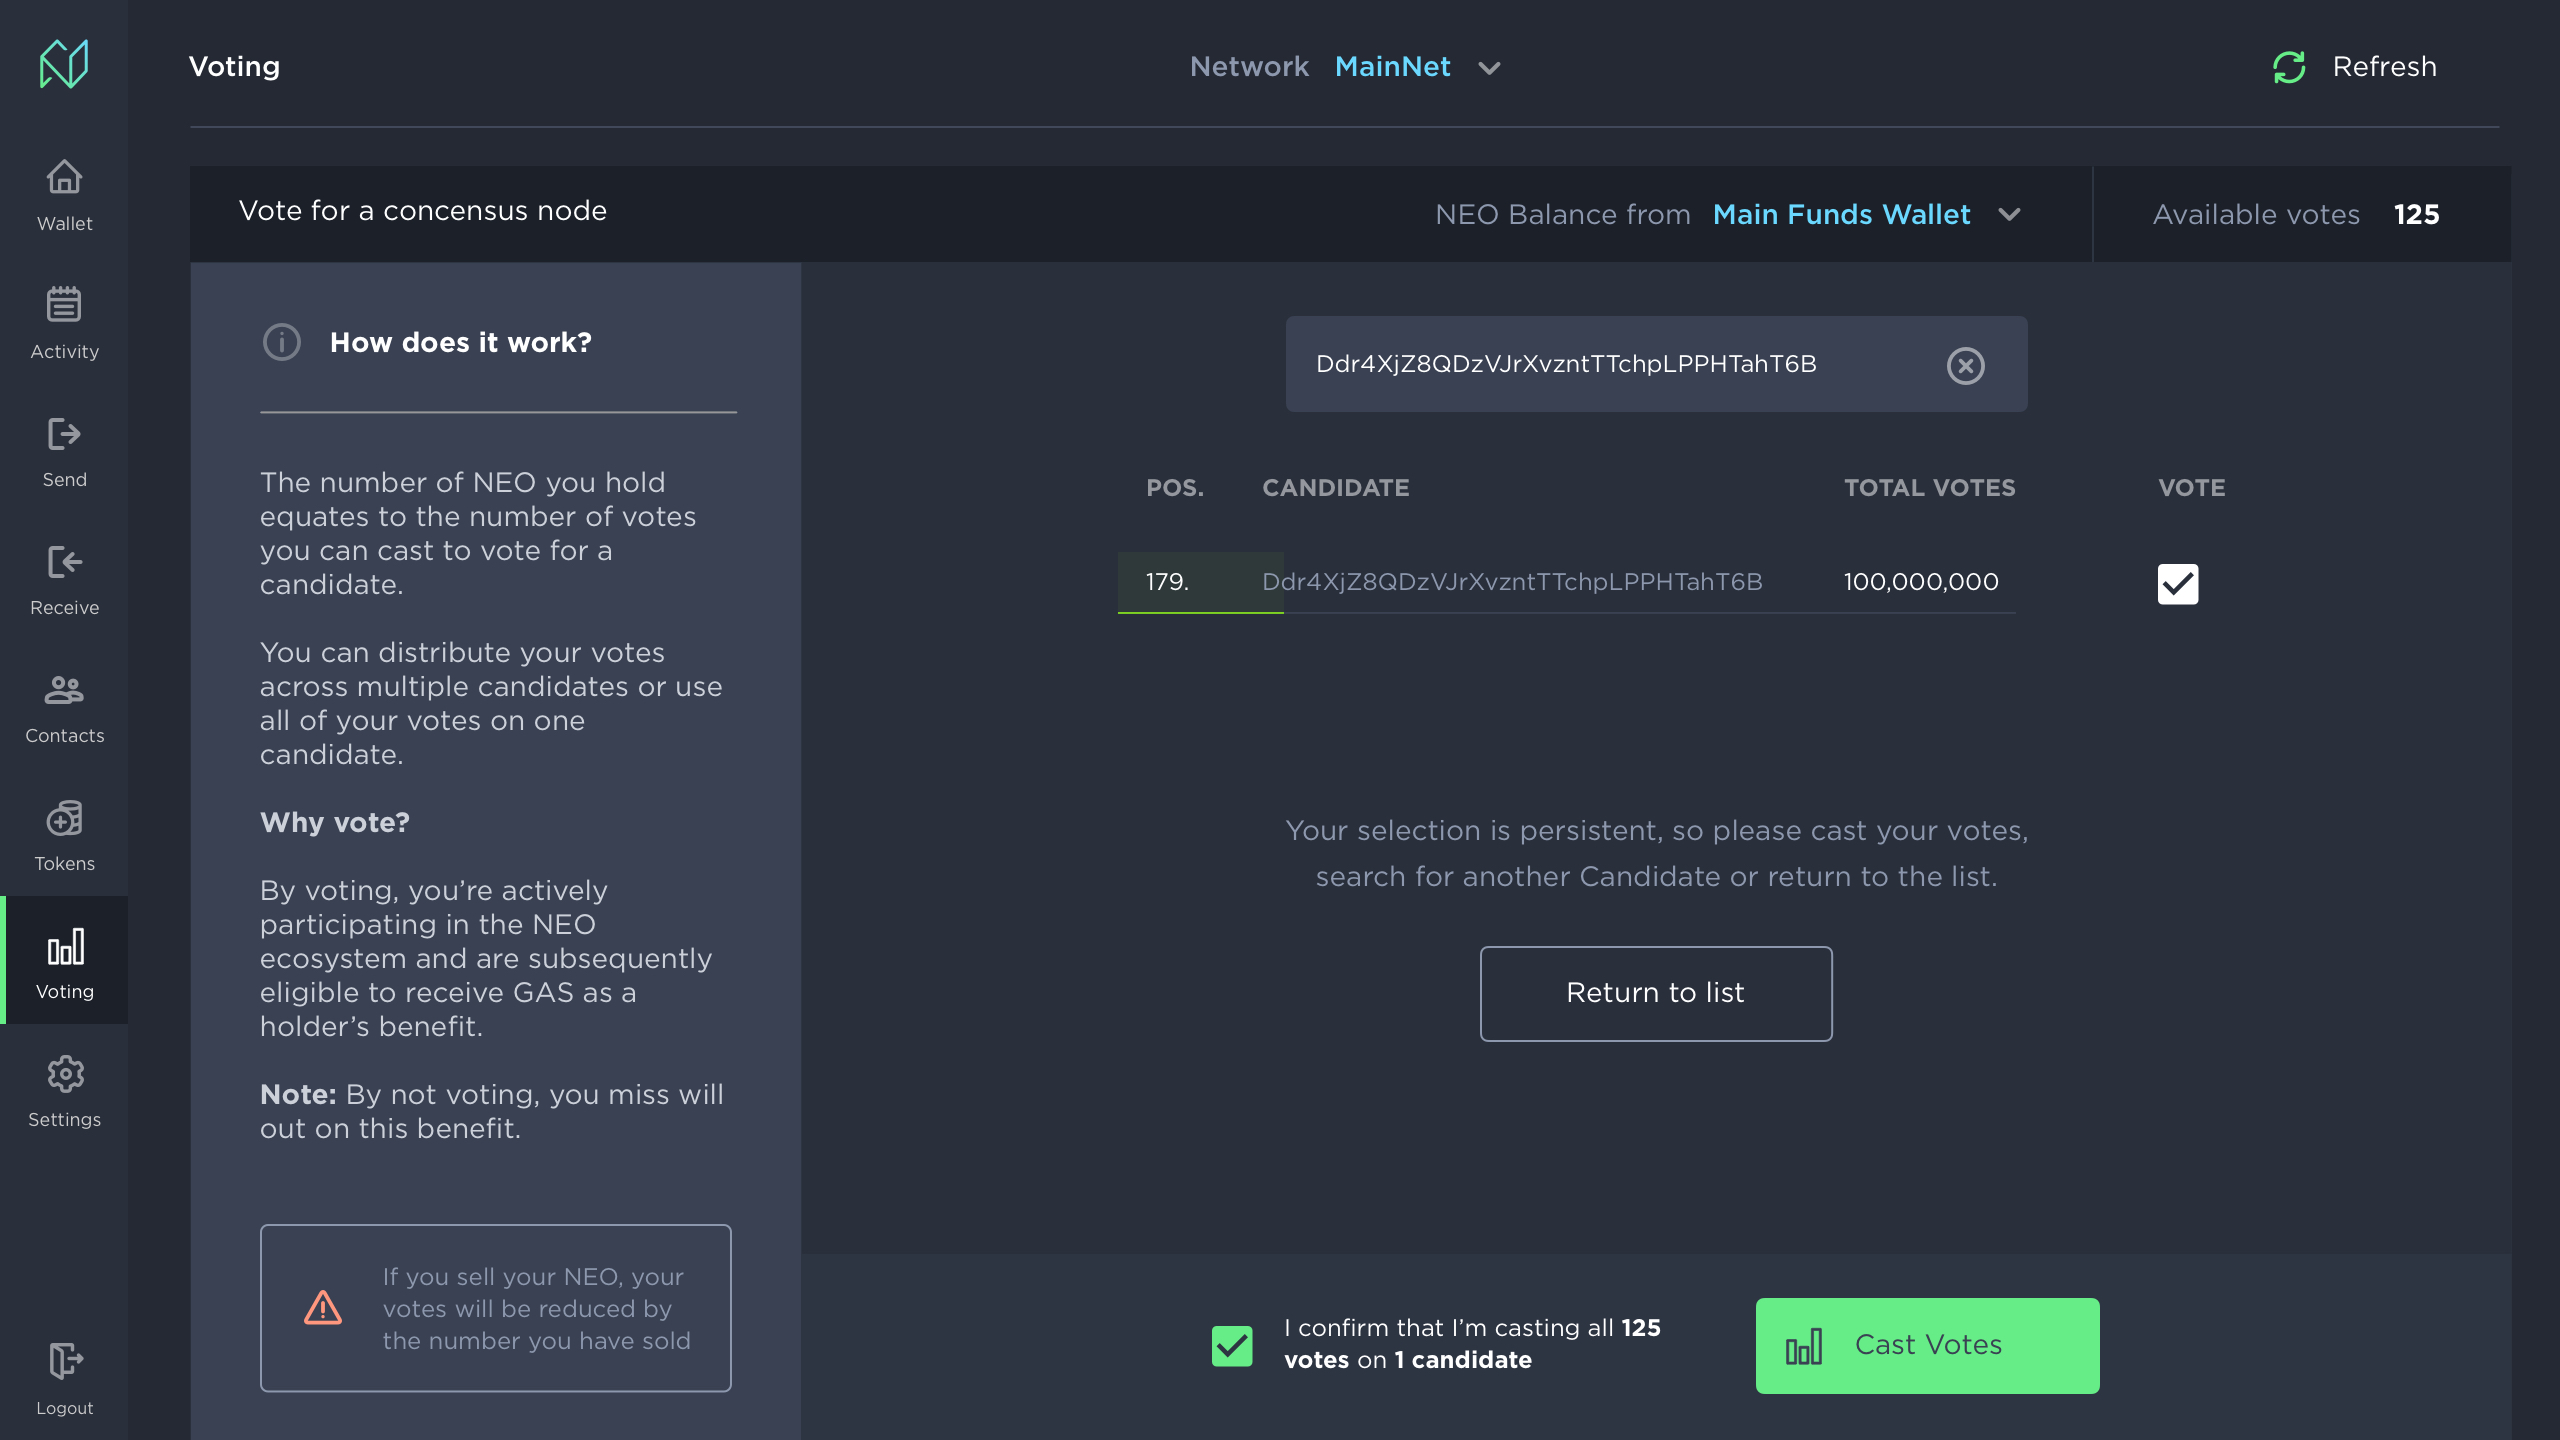 Voting
Network MainNet
Refresh
Wallet
Activity
Send
Receive
Contacts
Tokens
Voting
Settings
Logout
Vote for a concensus node
NEO Balance from Main Funds Wallet
Available votes 125
How does it work?
The number of NEO you hold
equates to the number of votes
you can cast to vote for a
candidate.
You can distribute your votes
across multiple candidates or use
all of your votes on one
candidate.
Why vote?
By voting, you’re actively
participating in the NEO
ecosystem and are subsequently
eligible to receive GAS as a
holder’s benefit.
Note: By not voting, you miss will
out on this benefit.
If you sell your NEO, your
votes will be reduced by
the number you have sold
Ddr4XjZ8QDzVJrXvzntTTchpLPPHTahT6B
POS. CANDIDATE TOTAL VOTES VOTE
179. Ddr4XjZ8QDzVJrXvzntTTchpLPPHTahT6B 100,000,000
Your selection is persistent, so please cast your votes,
search for another Candidate or return to the list.
Return to list
I confirm that I’m casting all 125
votes on 1 candidate
Cast Votes